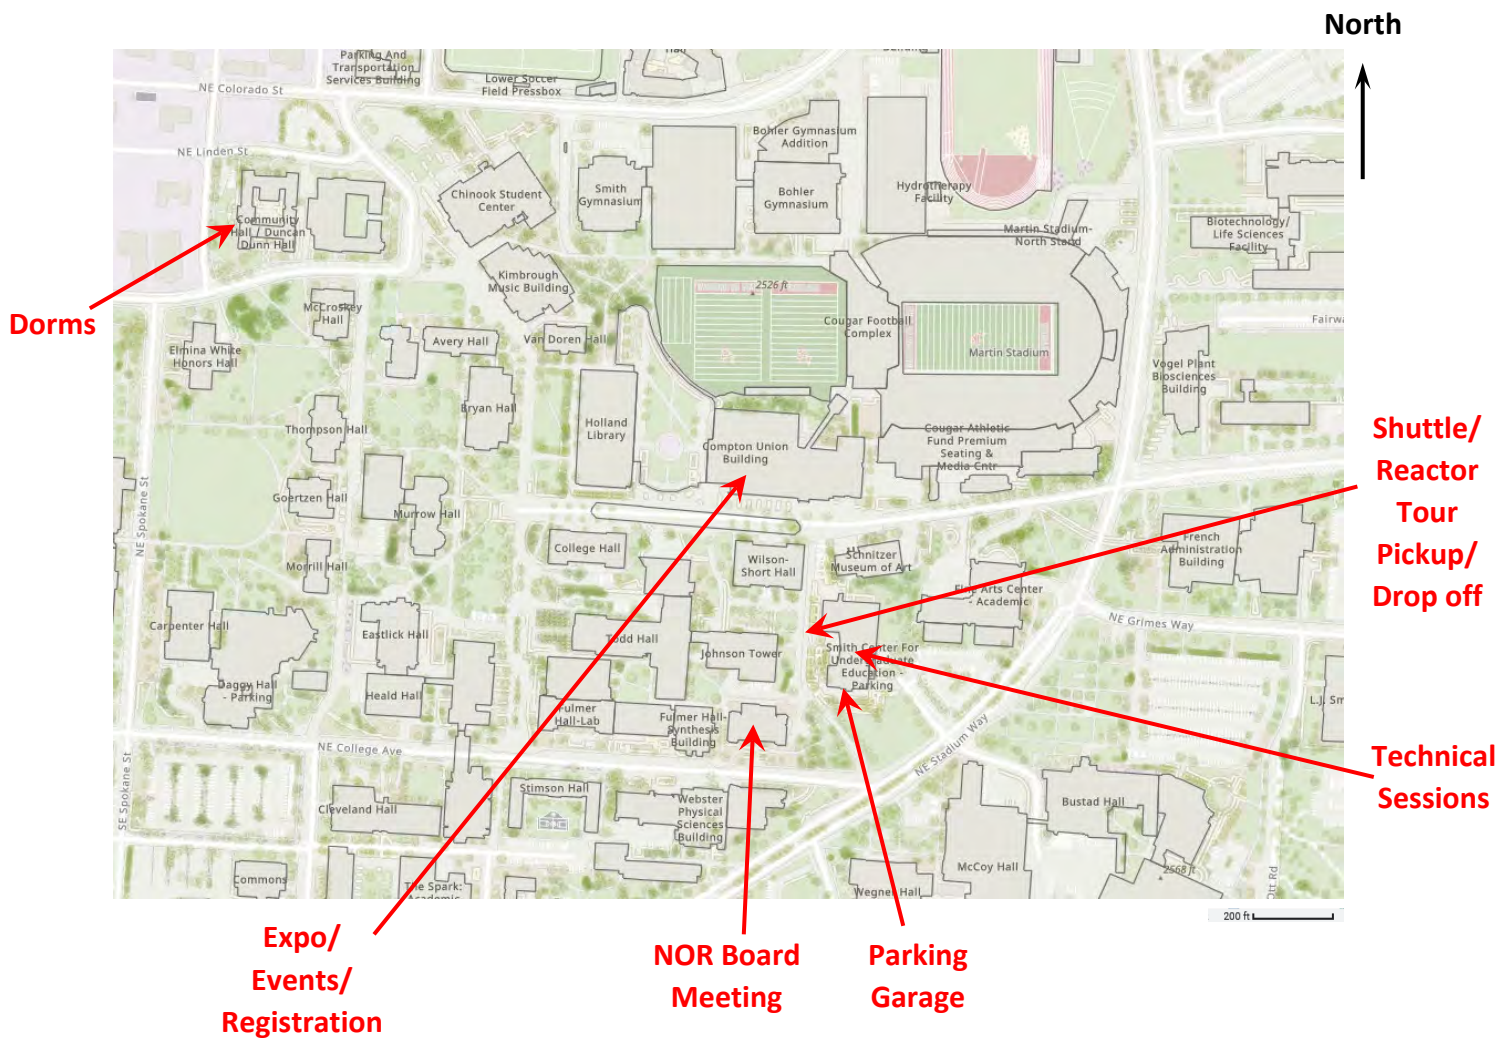 North
Parking And
Transportation
Services Building
Hall
Building
Lower Soccer
Field Pressbox
NE Colorado St
NE Linden St
Bohler Gymnasium
Addition
Chinook Student
Center
Smith
Gymnasium
Bohler
Gymnasium
Hydrotherapy
Facility
Community
Hall / Duncan
Dunn Hall
Martin Stadium-
North Stand
Biotechnology/
Life Sciences
Facility
Kimbrough
Music Building
2526 ft
Dorms
McCroskey
Hall
Avery Hall
Van Doren Hall
Cougar Football
Complex
Martin Stadium
Fairw
Elmina White
Honors Hall
Vogel Plant
Biosciences
Building
Bryan Hall
Holland
Library
Thompson Hall
Compton Union
Building
Cougar Athletic
Fund Premium
Seating &
Media Cntr
Shuttle/
Reactor
Tour
Pickup/
Drop off
NE Spokane St
Goertzen Hall
Murrow Hall
College Hall
Wilson-
Short Hall
Schnitzer
Museum of Art
French
Administration
Building
Morrill Hall
Fine Arts Center
- Academic
Carpenter Hall
Eastlick Hall
Todd Hall
Johnson Tower
Smith Center For
Undergraduate
Education -
Parking
NE Grimes Way
Daggy Hall
- Parking
Heald Hall
Fulmer
Hall-Lab
Fulmer Hall-
Synthesis
Building
L.J. Sm
NE College Ave
NE Stadium Way
SE Spokane St
Technical
Sessions
Cleveland Hall
Stimson Hall
Webster
Physical
Sciences
Building
Bustad Hall
Commons
The Spark:
Academic
Wegner Hall
McCoy Hall
2568 ft
ott Rd
200 ft
Expo/
Events/
Registration
NOR Board
Meeting
Parking
Garage